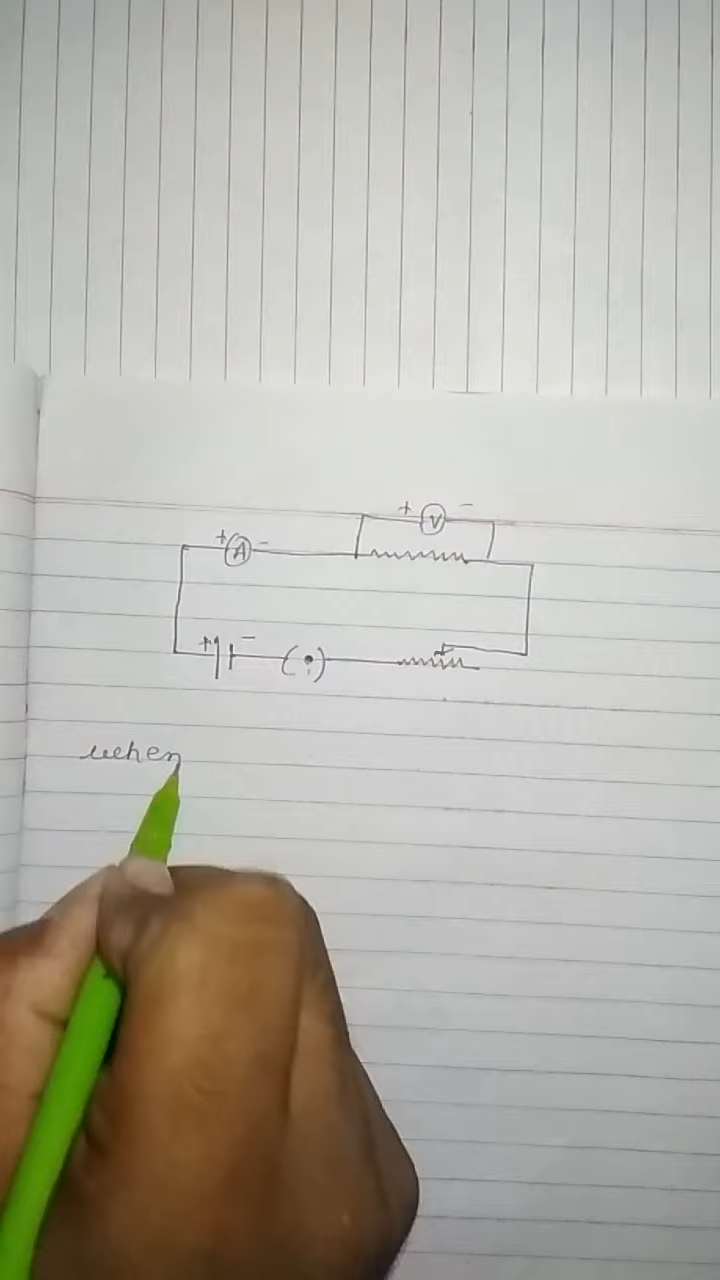 + V -
+ A -
+ -
when